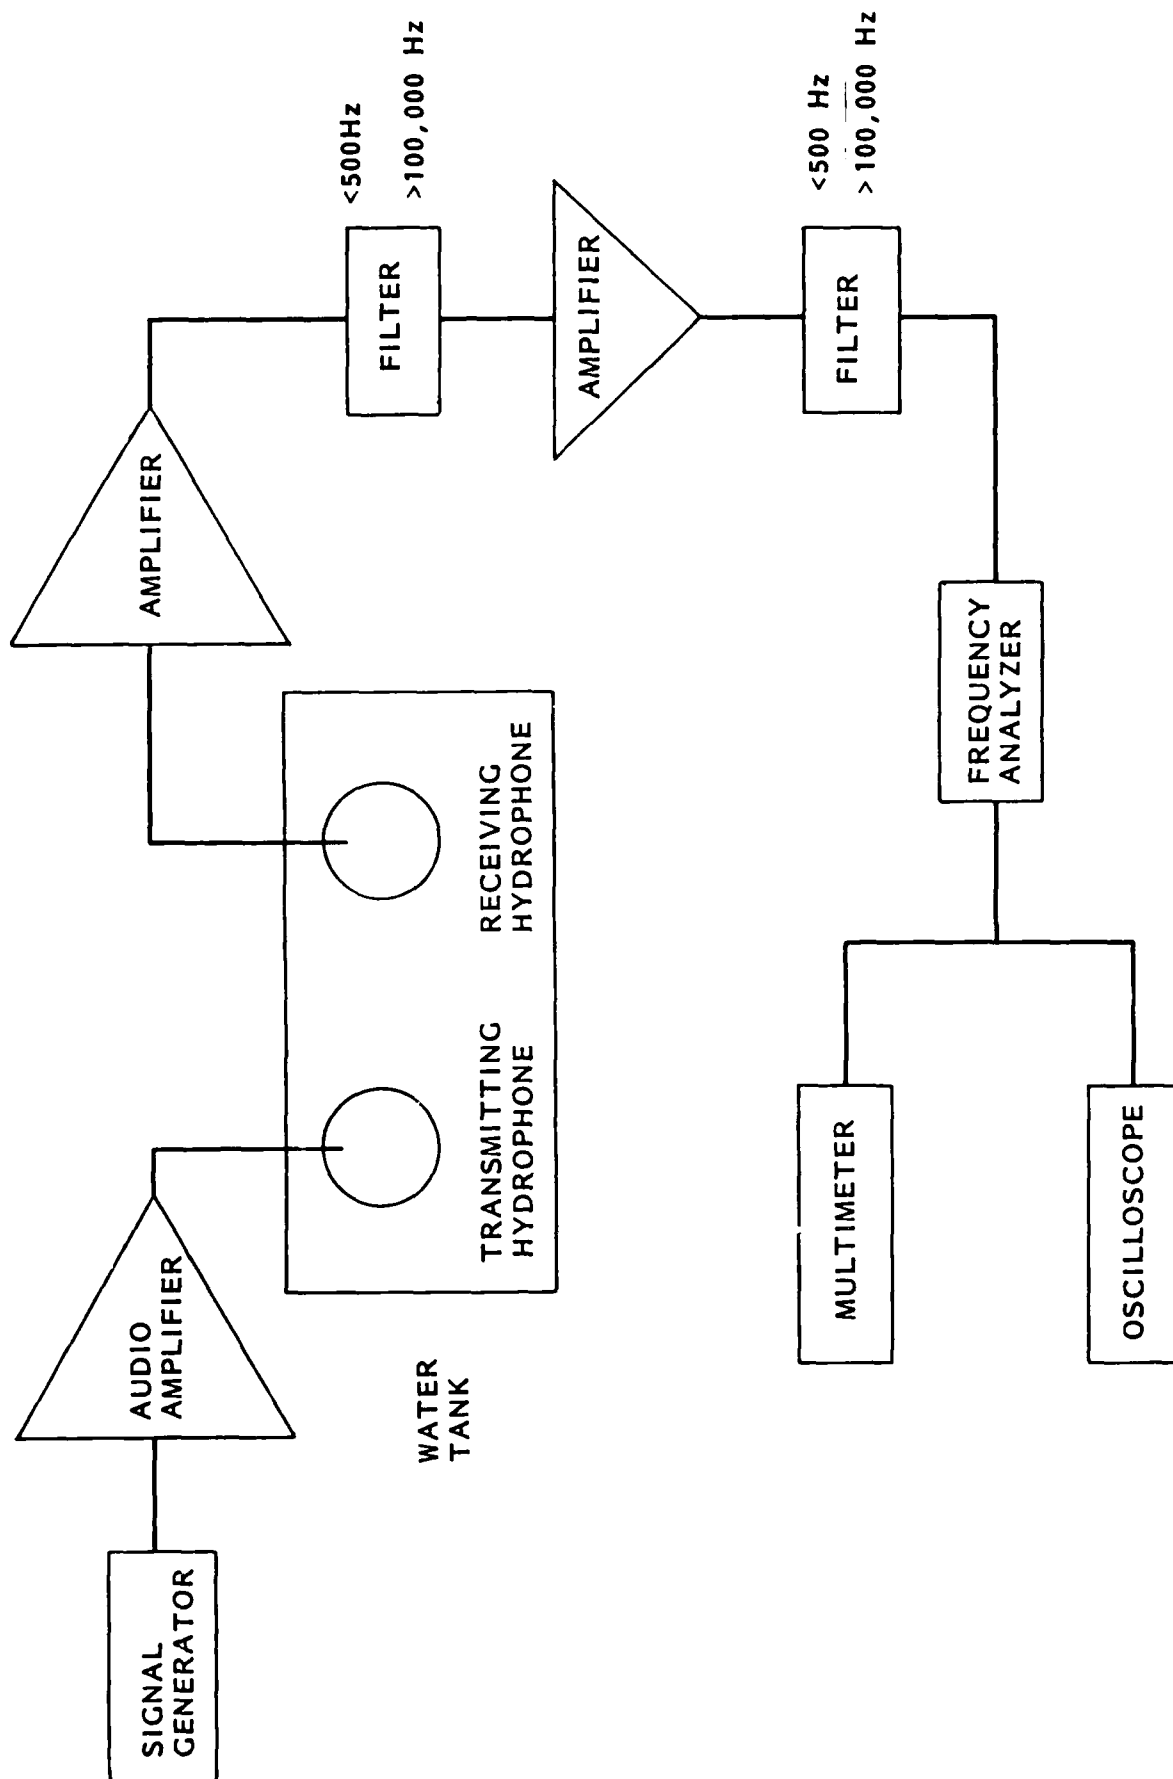 SIGNAL
GENERATOR
AUDIO
AMPLIFIER
WATER
TANK
TRANSMITTING
HYDROPHONE
RECEIVING
HYDROPHONE
AMPLIFIER
FILTER
<500Hz
>100,000 Hz
AMPLIFIER
FILTER
<500 Hz
>100,000 Hz
FREQUENCY
ANALYZER
MULTIMETER
OSCILLOSCOPE